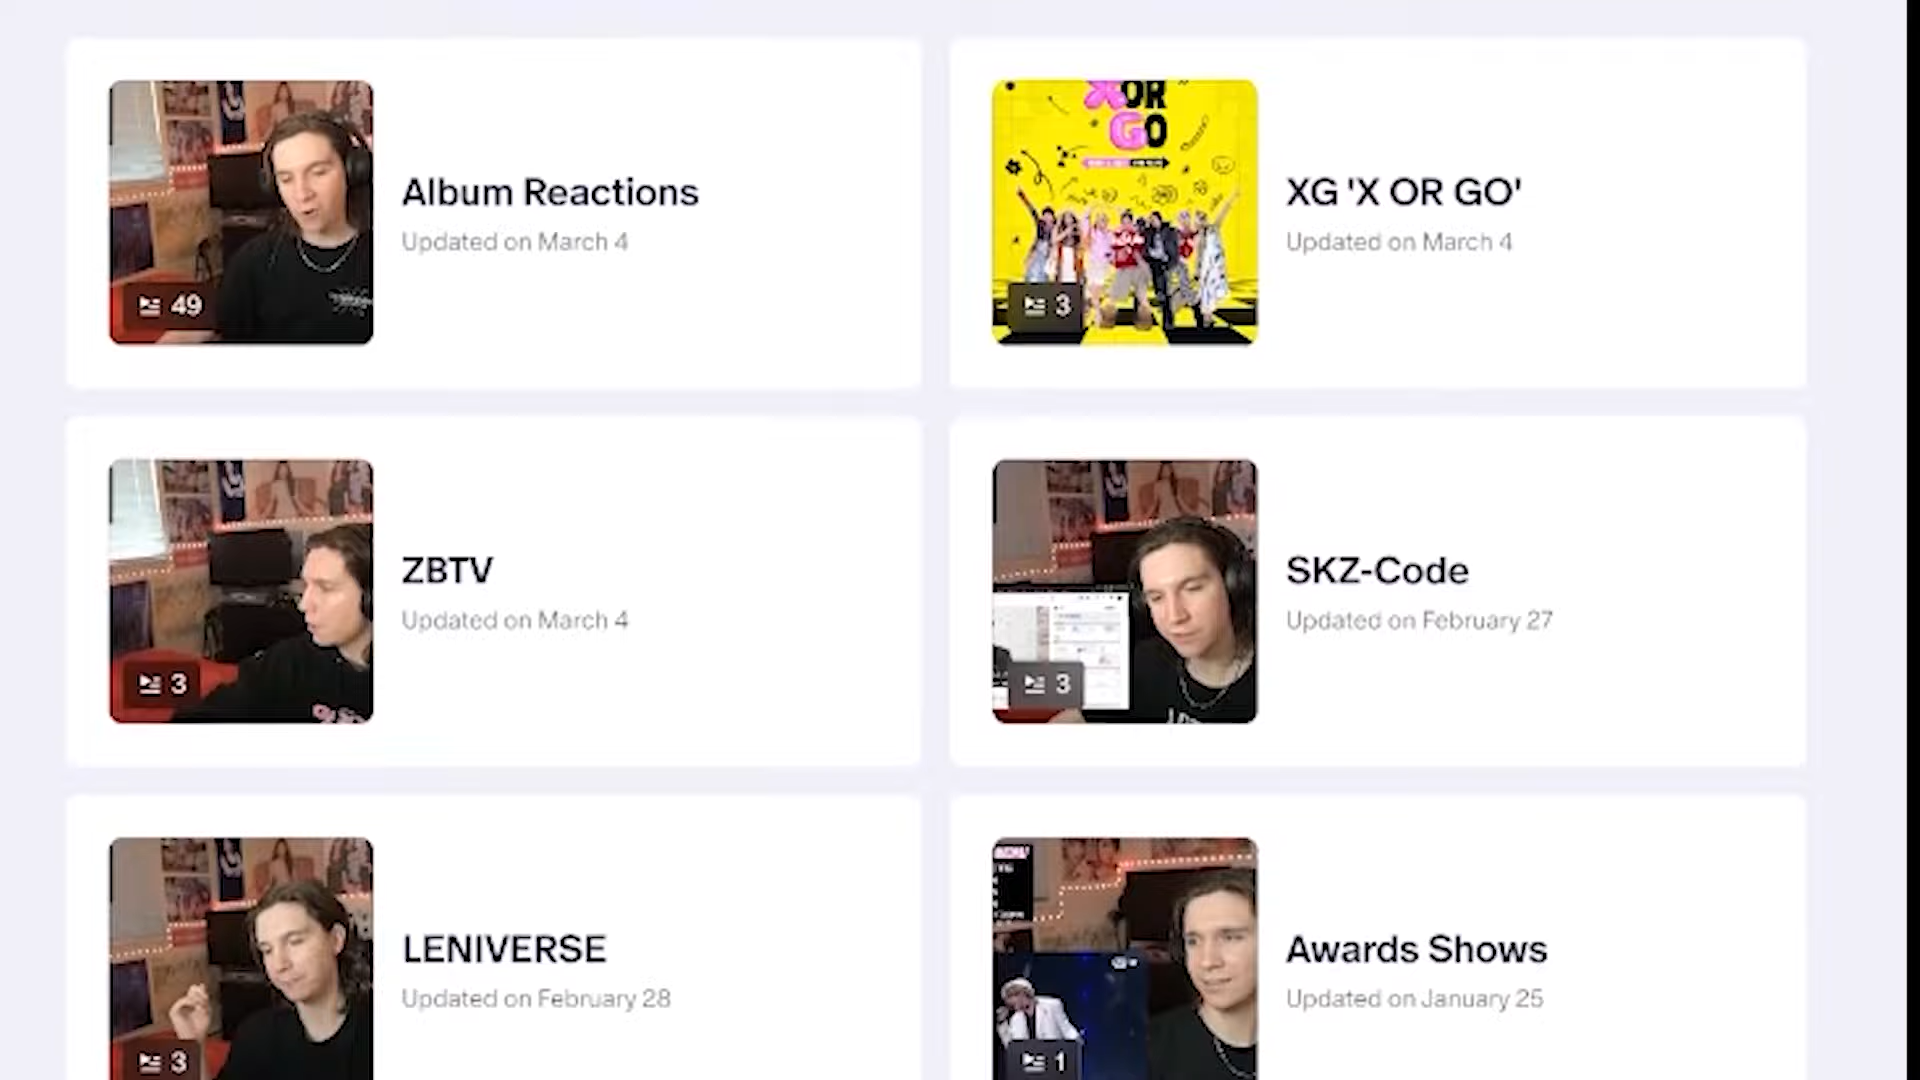 Album Reactions
Updated on March 4
49
X OR
GO
XG 'X OR GO'
Updated on March 4
3
ZBTV
Updated on March 4
3
SKZ-Code
Updated on February 27
3
LENIVERSE
Updated on February 28
3
Awards Shows
Updated on January 25
1